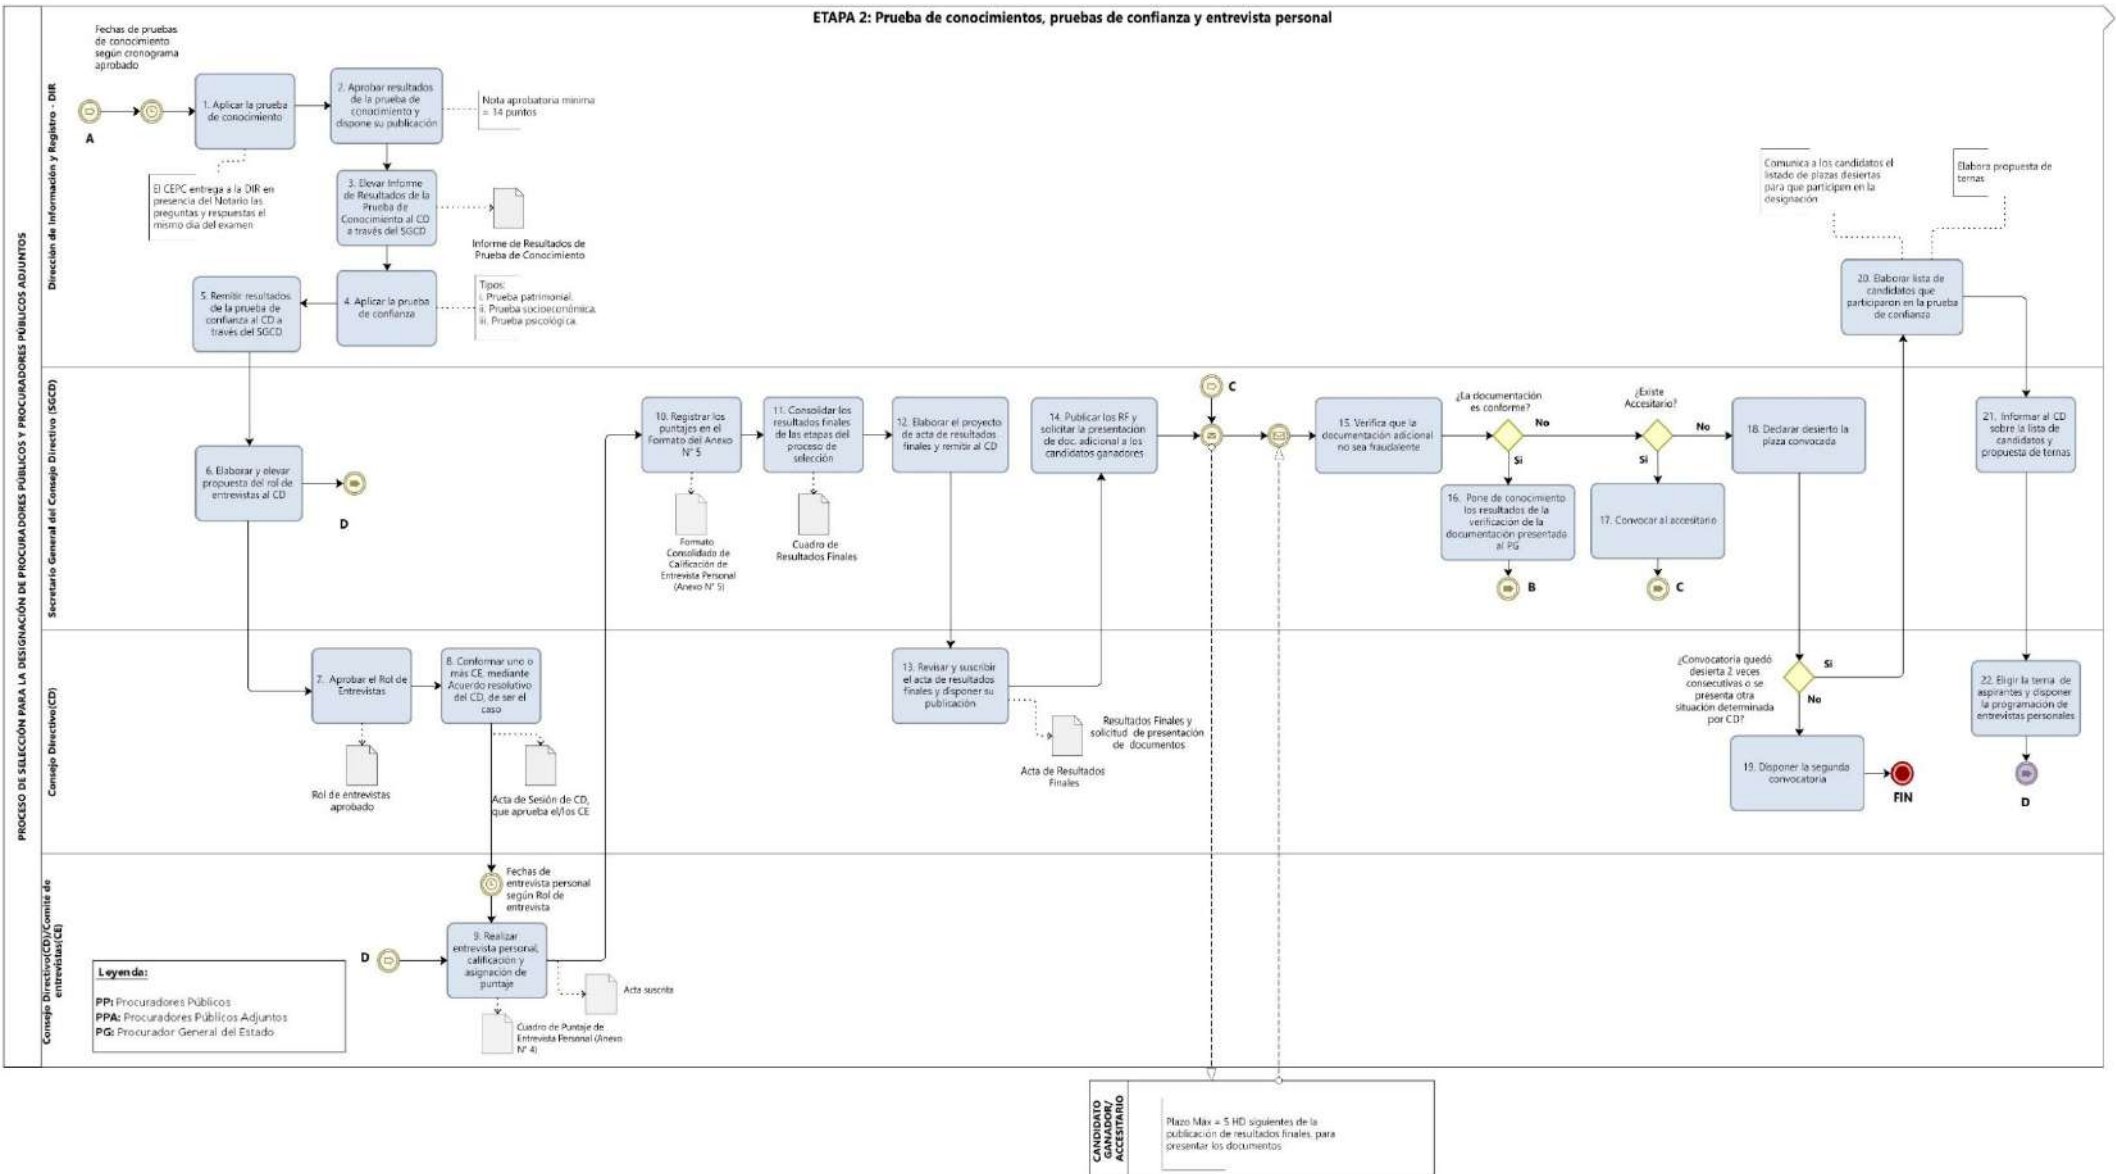 ETAPA 2: Prueba de conocimientos, pruebas de confianza y entrevista personal
PROCESO DE SELECCIÓN PARA LA DESIGNACIÓN DE PROCURADORES PÚBLICOS Y PROCURADORES PÚBLICOS ADJUNTOS
Dirección de Información y Registro - DIR
Fechas de pruebas
de conocimiento
según cronograma
aprobado
A
1. Aplicar la prueba
de conocimiento
El CEPC entrega a la DIR en
presencia del Notario las
preguntas y respuestas el
mismo dia del examen
2. Aprobar resultados
de la prueba de
conocimiento y
dispone su publicación
Nota aprobatoria minima
= 14 puntos
3. Elevar Informe
de Resultados de la
Prueba de
Conocimiento al CD
a través del SGCD
Informe de Resultados de
Prueba de Conocimiento
4. Aplicar la prueba
de confianza
Tipos:
i. Prueba patrimonial.
ii. Prueba socioeconómica.
iii. Prueba psicológica.
5. Remitir resultados
de la prueba de
confianza al CD a
través del SGCD
Comunica a los candidatos el
listado de plazas desiertas
para que participen en la
designación
Elabora propuesta de
ternas
20. Elaborar lista de
candidatos que
participaron en la prueba
de confianza
Secretario General del Consejo Directivo (SGCD)
6. Elaborar y elevar
propuesta del rol de
entrevistas al CD
D
10. Registrar los
puntajes en el
Formato del Anexo
N° 5
Formato
Consolidado de
Calificación de
Entrevista Personal
(Anexo N° 5)
11. Consolidar los
resultados finales
de las etapas del
proceso de
selección
Cuadro de
Resultados Finales
12. Elaborar el proyecto
de acta de resultados
finales y remitir al CD
14. Publicar los RF y
solicitar la presentación
de doc. adicional a los
candidatos ganadores
C
15. Verifica que la
documentación adicional
no sea fraudulente
¿La documentación
es conforme?
No
Si
16. Pone de conocimiento
los resultados de la
verificación de la
documentación presentada
al PG
B
¿Existe
Accesitario?
No
Si
17. Convocar al accesitario
C
18. Declarar desierto la
plaza convocada
21. Informar al CD
sobre la lista de
candidatos y
propuesta de ternas
Consejo Directivo(CD)
7. Aprobar el Rol de
Entrevistas
Rol de entrevistas
aprobado
8. Conformar uno o
más CE, mediante
Acuerdo resolutivo
del CD, de ser el
caso
Acta de Sesión de CD,
que aprueba el/los CE
13. Revisar y suscribir
el acta de resultados
finales y disponer su
publicación
Acta de Resultados
Finales
Resultados Finales y
solicitud de presentación
de documentos
¿Convocatoria quedó
desierta 2 veces
consecutivas o se
presenta otra
situación determinada
por CD?
Si
No
19. Disponer la segunda
convocatoria
FIN
22. Eligir la terna de
aspirantes y disponer
la programación de
entrevistas personales
D
Consejo Directivo(CD)/Comité de
entrevistas(CE)
Fechas de
entrevista personal
según Rol de
entrevista
D
9. Realizar
entrevista personal,
calificación y
asignación de
puntaje
Acta suscrita
Cuadro de Puntaje de
Entrevista Personal (Anexo
N° 4)
Leyenda:
PP: Procuradores Públicos
PPA: Procuradores Públicos Adjuntos
PG: Procurador General del Estado
CANDIDATO
GANADOR/
ACCESITARIO
Plazo Máx = 5 HD siguientes de la
publicación de resultados finales, para
presentar los documentos